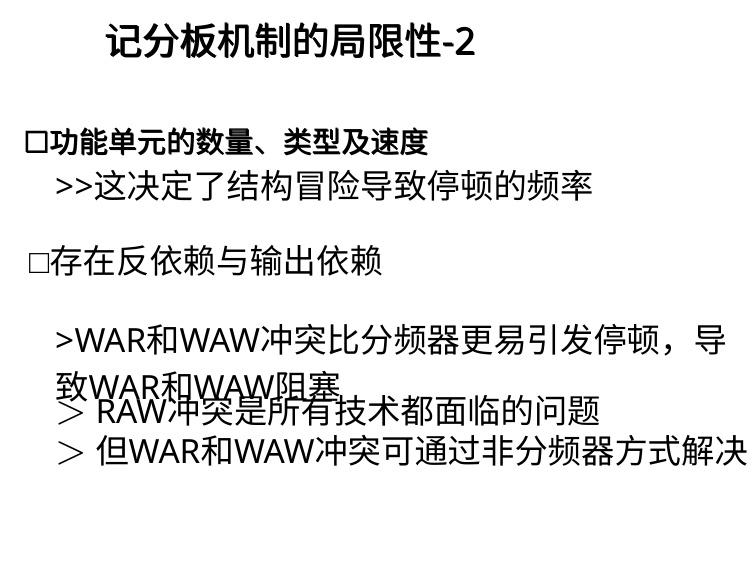 记分板机制的局限性-2
□功能单元的数量、类型及速度
>>这决定了结构冒险导致停顿的频率
□存在反依赖与输出依赖
>WAR和WAW冲突比分频器更易引发停顿，导
致WAR和WAW阻塞
＞ RAW冲突是所有技术都面临的问题
＞ 但WAR和WAW冲突可通过非分频器方式解决